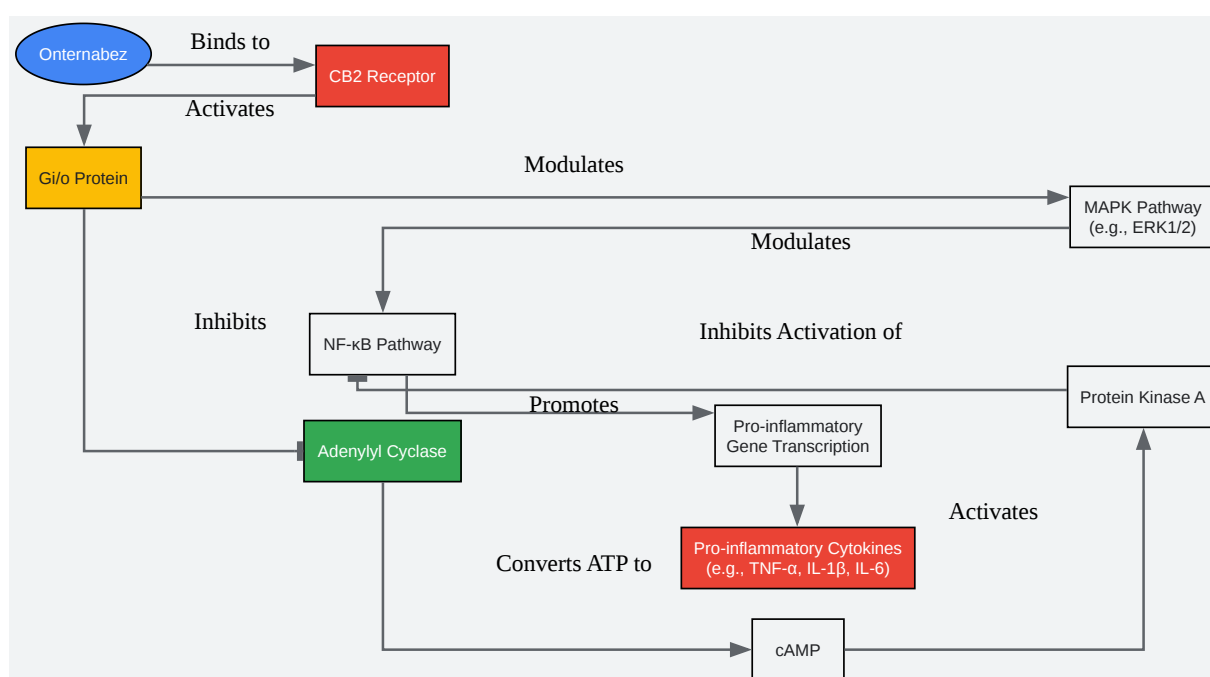 Onternabez
Binds to
CB2 Receptor
Activates
Gi/o Protein
Modulates
MAPK Pathway
(e.g., ERK1/2)
Modulates
Inhibits
NF-κB Pathway
Inhibits Activation of
Protein Kinase A
Promotes
Pro-inflammatory
Gene Transcription
Adenylyl Cyclase
Activates
Converts ATP to
Pro-inflammatory Cytokines
(e.g., TNF-α, IL-1β, IL-6)
cAMP